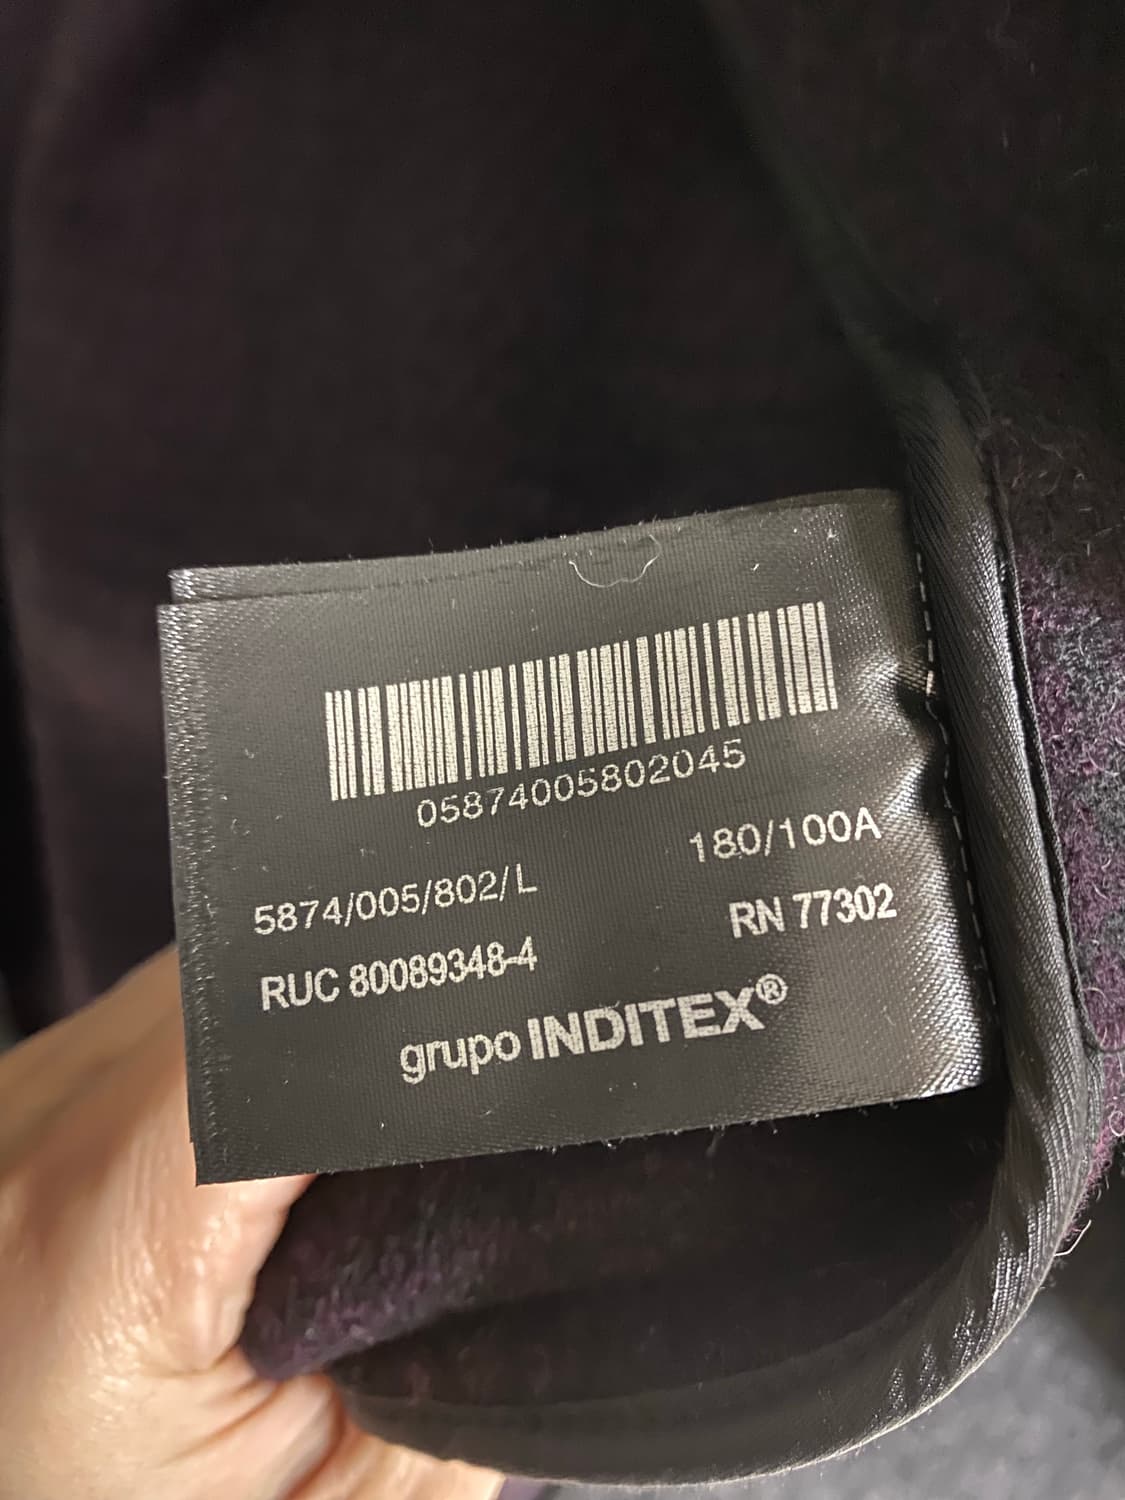 05874005802045
180/100A
5874/005/802/L
RN 77302
RUC 80089348-4
grupo INDITEX®